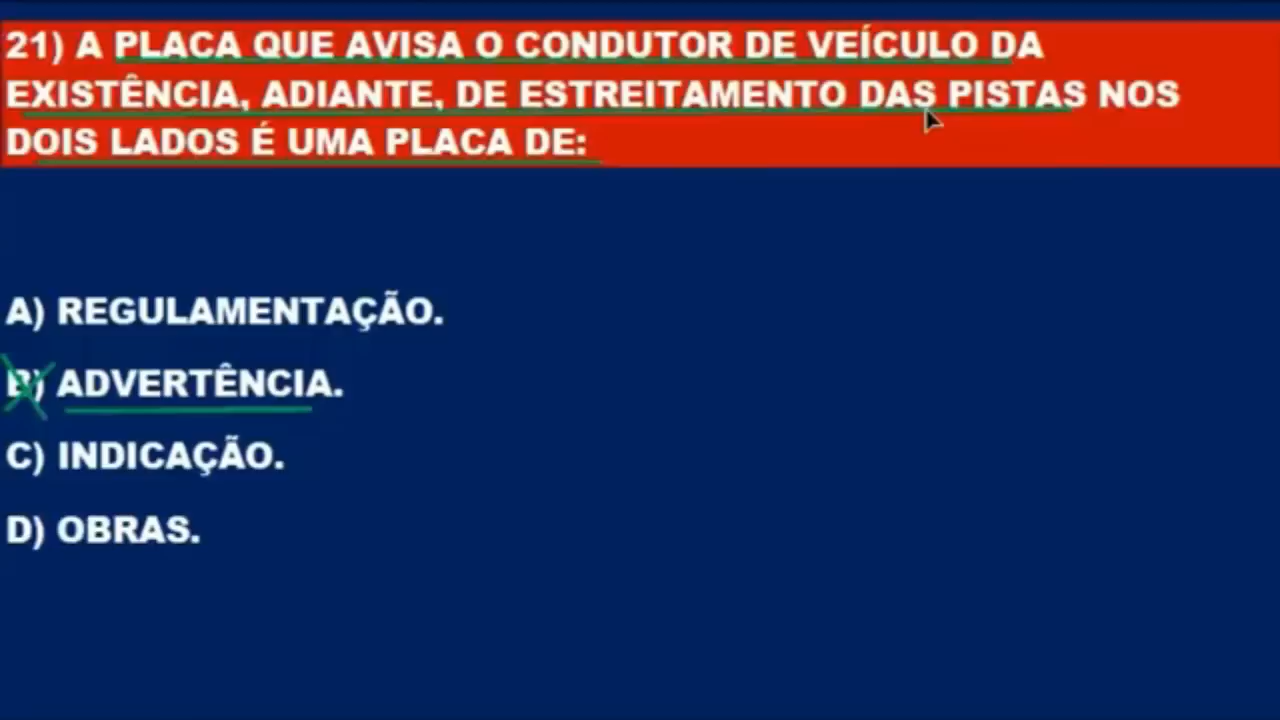 21) A PLACA QUE AVISA O CONDUTOR DE VEÍCULO DA
EXISTÊNCIA, ADIANTE, DE ESTREITAMENTO DAS PISTAS NOS
DOIS LADOS É UMA PLACA DE:
A) REGULAMENTAÇÃO.
B) ADVERTÊNCIA.
C) INDICAÇÃO.
D) OBRAS.